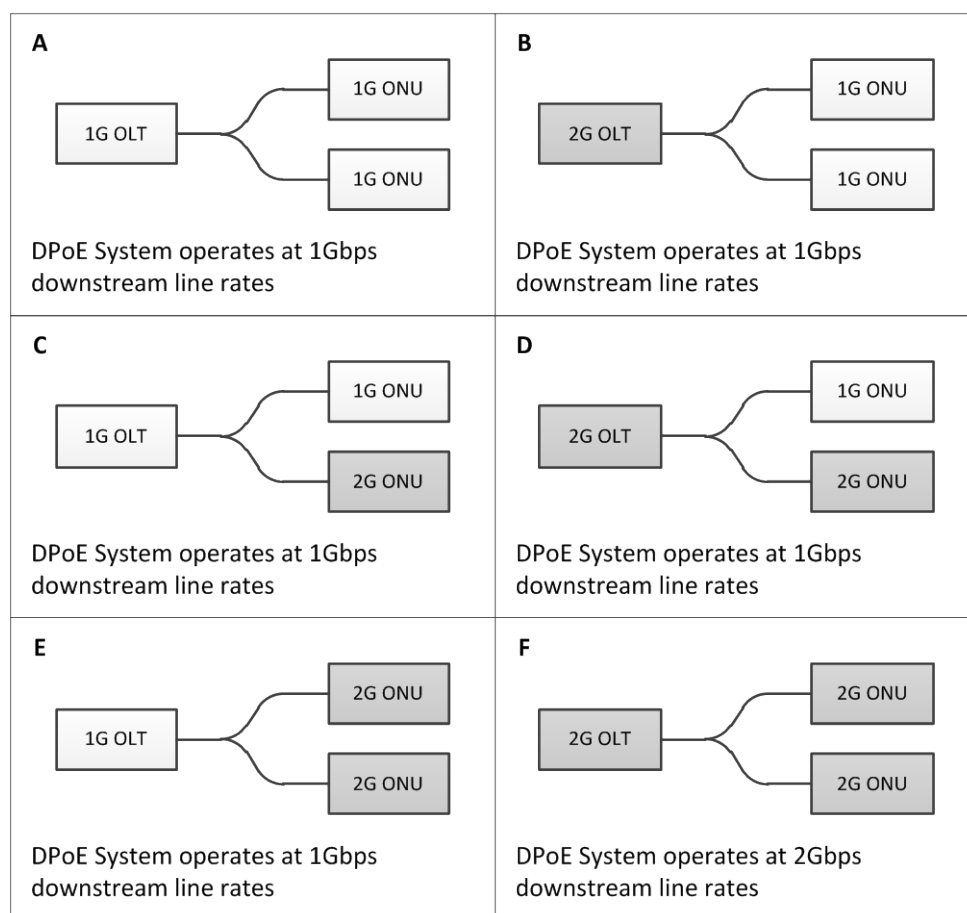 A
1G OLT
1G ONU
1G ONU
DPoE System operates at 1Gbps
downstream line rates
B
2G OLT
1G ONU
1G ONU
DPoE System operates at 1Gbps
downstream line rates
C
1G OLT
1G ONU
2G ONU
DPoE System operates at 1Gbps
downstream line rates
D
2G OLT
1G ONU
2G ONU
DPoE System operates at 1Gbps
downstream line rates
E
1G OLT
2G ONU
2G ONU
DPoE System operates at 1Gbps
downstream line rates
F
2G OLT
2G ONU
2G ONU
DPoE System operates at 2Gbps
downstream line rates